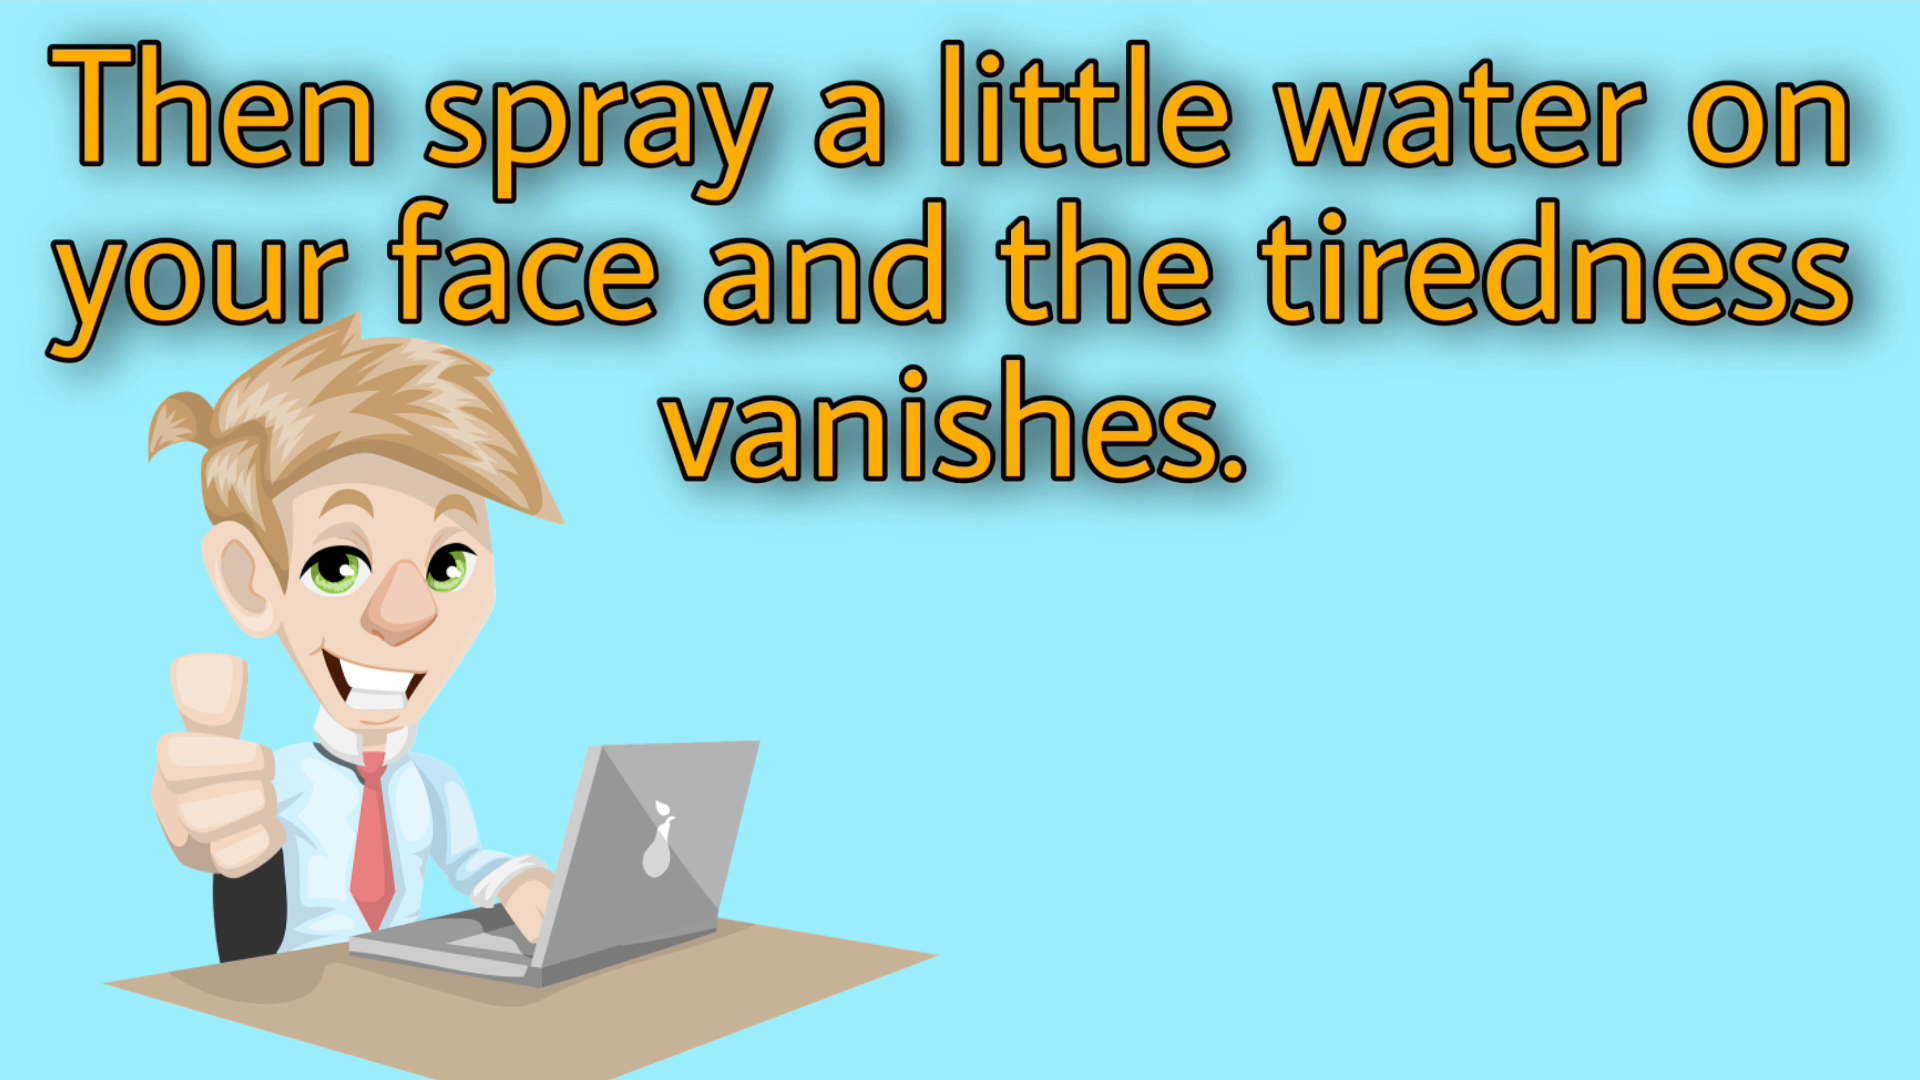 Then spray a little water on
your face and the tiredness
vanishes.